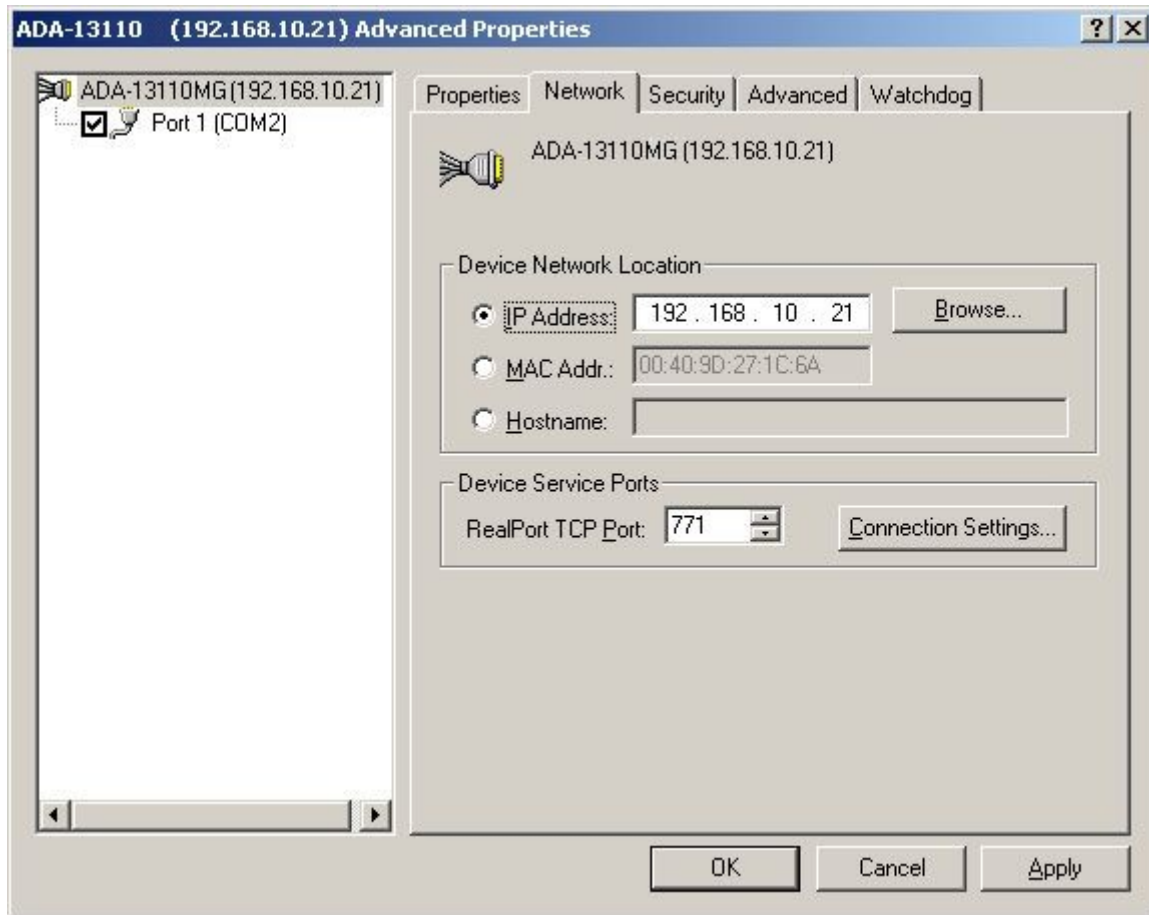 ADA-13110 (192.168.10.21) Advanced Properties
ADA-13110MG (192.168.10.21)
Port 1 (COM2)
Properties Network Security Advanced Watchdog
ADA-13110MG (192.168.10.21)
Device Network Location
IP Address: 192 . 168 . 10 . 21 Browse...
MAC Addr.: 00:40:9D:27:1C:6A
Hostname:
Device Service Ports
RealPort TCP Port: 771 Connection Settings...
OK Cancel Apply